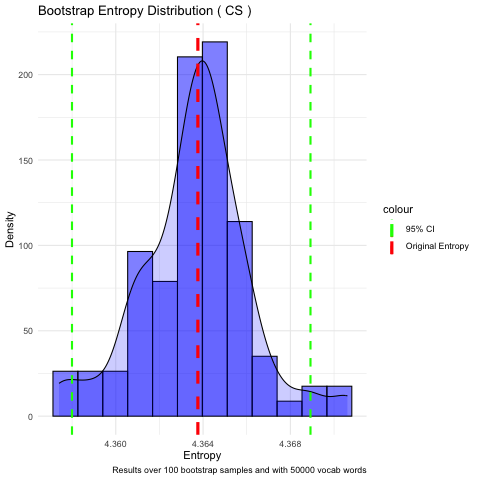 Bootstrap Entropy Distribution ( CS )
Density
200
150
100
50
0
4.360
4.364
4.368
Entropy
Results over 100 bootstrap samples and with 50000 vocab words
colour
95% CI
Original Entropy